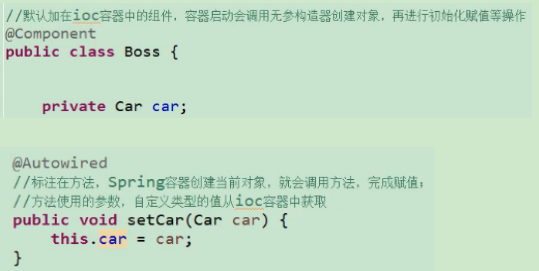 //默认加在ioc容器中的组件，容器启动会调用无参构造器创建对象，再进行初始化赋值等操作
@Component
public class Boss {
private Car car;
@Autowired
//标注在方法，Spring容器创建当前对象，就会调用方法，完成赋值；
//方法使用的参数，自定义类型的值从ioc容器中获取
public void setCar(Car car) {
this.car = car;
}